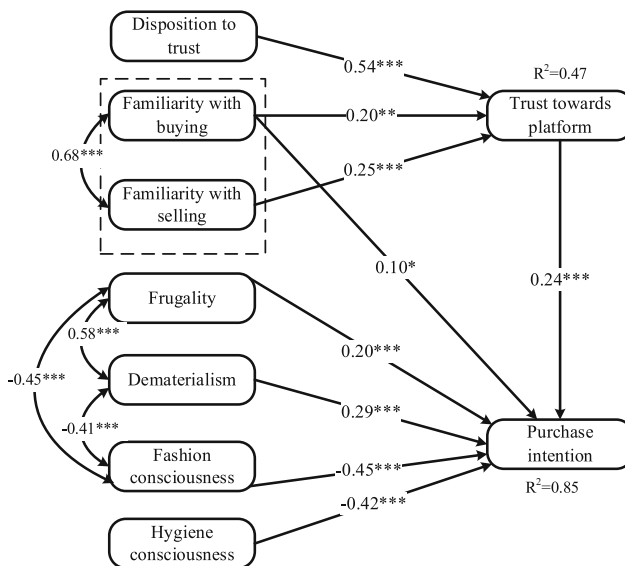 Disposition to
trust
0.54***
R²=0.47
Familiarity with
buying
0.20**
Trust towards
platform
0.68***
0.25***
Familiarity with
selling
0.10*
0.24***
Frugality
0.58***
0.20***
-0.45***
Dematerialism
0.29***
-0.41***
Fashion
consciousness
-0.45***
Purchase
intention
R²=0.85
-0.42***
Hygiene
consciousness